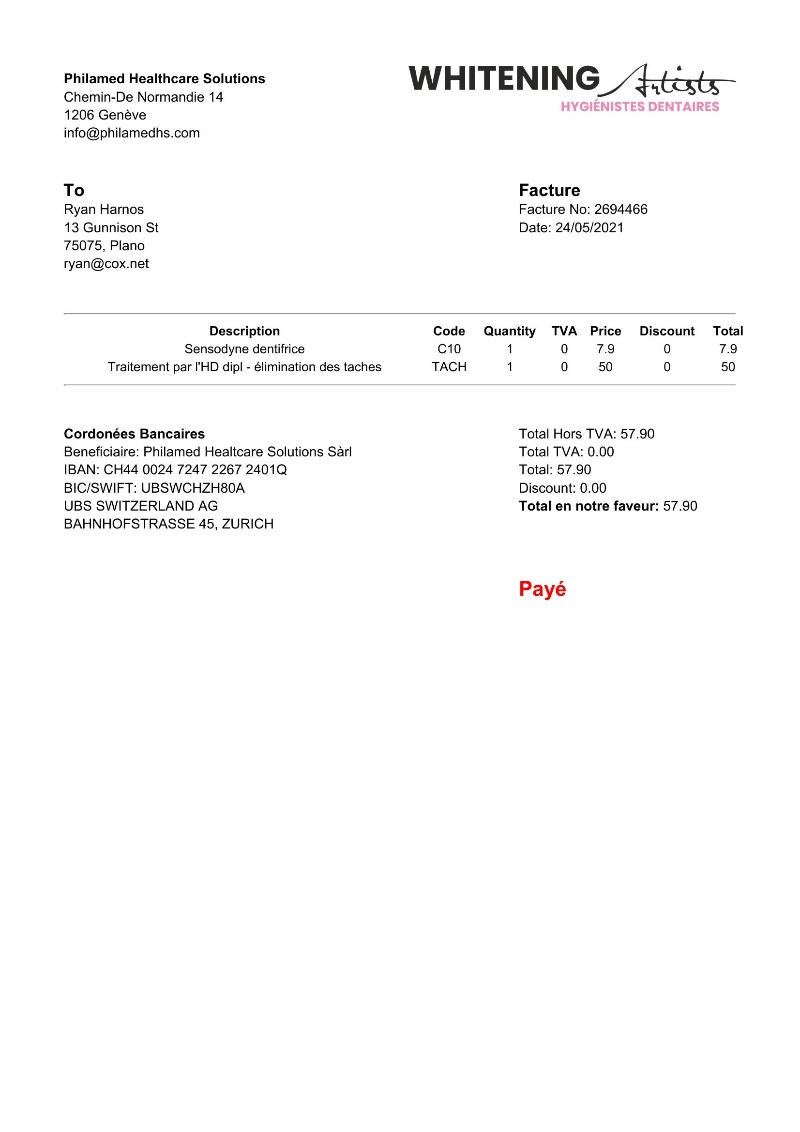 Philamed Healthcare Solutions
Chemin-De Normandie 14
1206 Genève
info@philamedhs.com
WHITENING Artists
HYGIÉNISTES DENTAIRES
To
Ryan Harnos
13 Gunnison St
75075, Plano
ryan@cox.net
Facture
Facture No: 2694466
Date: 24/05/2021
Description Code Quantity TVA Price Discount Total
Sensodyne dentifrice C10 1 0 7.9 0 7.9
Traitement par l'HD dipl - élimination des taches TACH 1 0 50 0 50
Cordonées Bancaires
Beneficiaire: Philamed Healtcare Solutions Sàrl
IBAN: CH44 0024 7247 2267 2401Q
BIC/SWIFT: UBSWCHZH80A
UBS SWITZERLAND AG
BAHNHOFSTRASSE 45, ZURICH
Total Hors TVA: 57.90
Total TVA: 0.00
Total: 57.90
Discount: 0.00
Total en notre faveur: 57.90
Payé